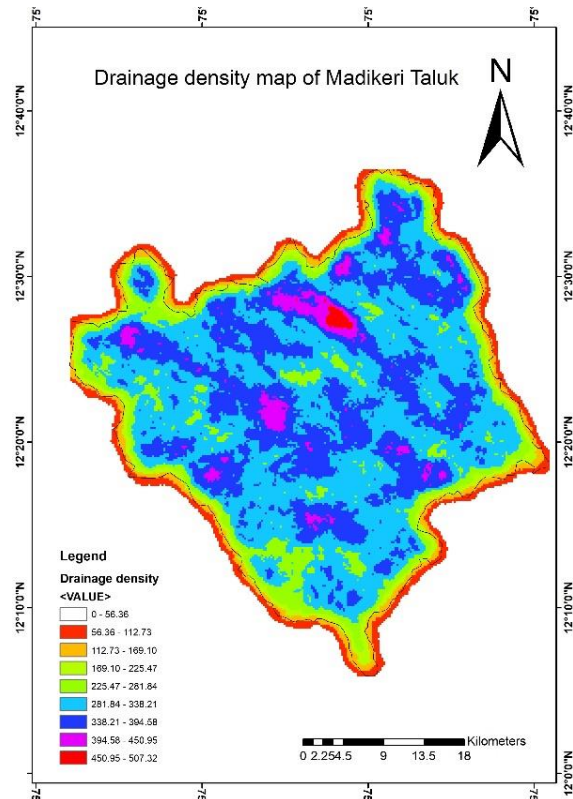 75°
75°
75°
75°
Drainage density map of Madikeri Taluk
N
12°40'0"N
12°40'0"N
12°30'0"N
12°30'0"N
12°20'0"N
12°20'0"N
12°10'0"N
12°10'0"N
12°0'0"N
12°0'0"N
Legend
Drainage density
<VALUE>
0 - 56.36
56.36 - 112.73
112.73 - 169.10
169.10 - 225.47
225.47 - 281.84
281.84 - 338.21
338.21 - 394.58
394.58 - 450.95
450.95 - 507.32
Kilometers
0 2.254.5 9 13.5 18